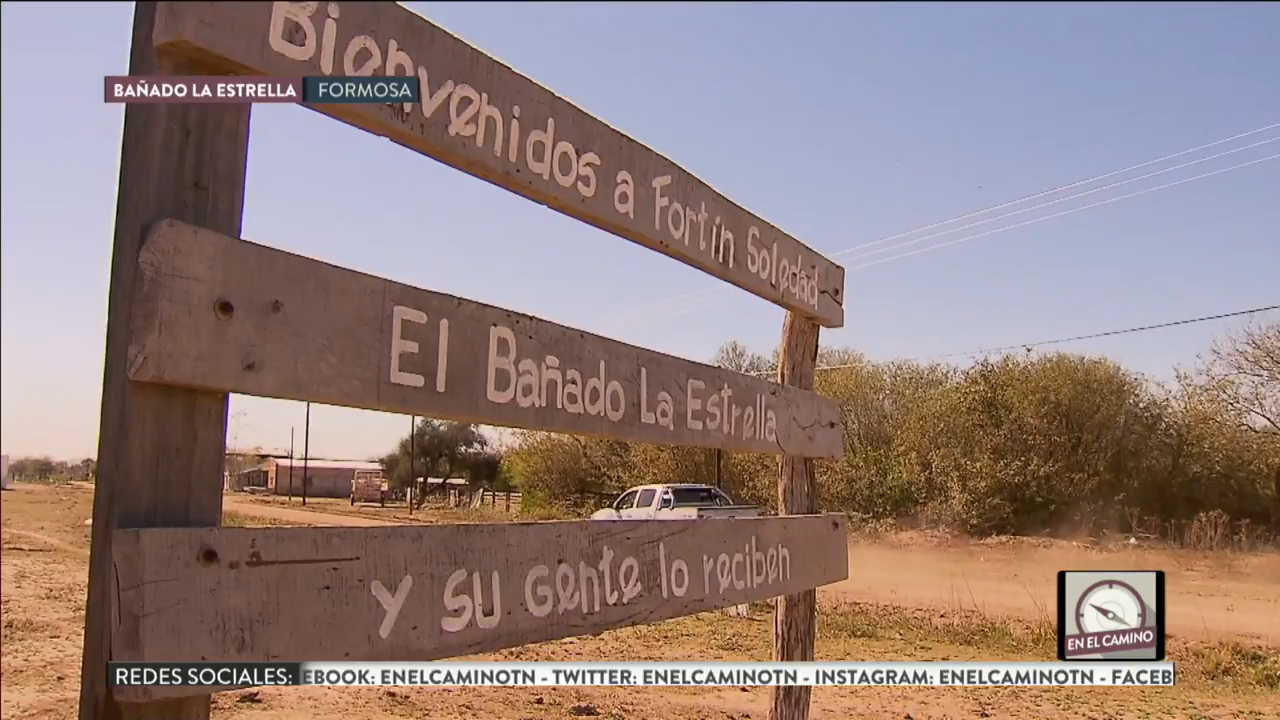 Bienvenidos a Fortín Soledad
BAÑADO LA ESTRELLA FORMOSA
El Bañado La Estrella
y su gente lo reciben
EN EL CAMINO
REDES SOCIALES: EBOOK: ENELCAMINOTN - TWITTER: ENELCAMINOTN - INSTAGRAM: ENELCAMINOTN - FACEB